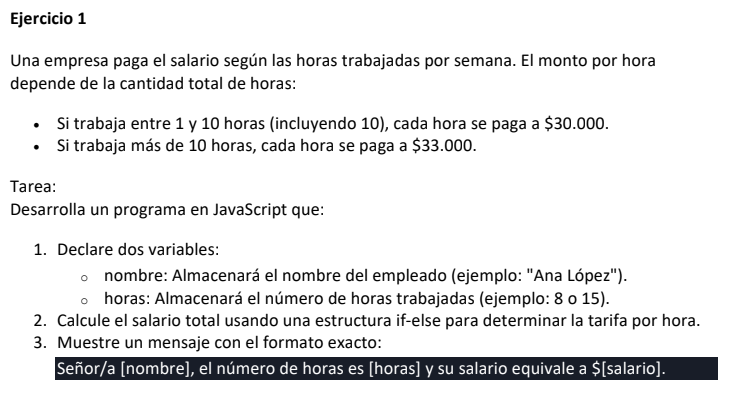 Ejercicio 1
Una empresa paga el salario según las horas trabajadas por semana. El monto por hora
depende de la cantidad total de horas:
• Si trabaja entre 1 y 10 horas (incluyendo 10), cada hora se paga a $30.000.
• Si trabaja más de 10 horas, cada hora se paga a $33.000.
Tarea:
Desarrolla un programa en JavaScript que:
1. Declare dos variables:
o nombre: Almacenará el nombre del empleado (ejemplo: "Ana López").
o horas: Almacenará el número de horas trabajadas (ejemplo: 8 o 15).
2. Calcule el salario total usando una estructura if-else para determinar la tarifa por hora.
3. Muestre un mensaje con el formato exacto:
Señor/a [nombre], el número de horas es [horas] y su salario equivale a $[salario].